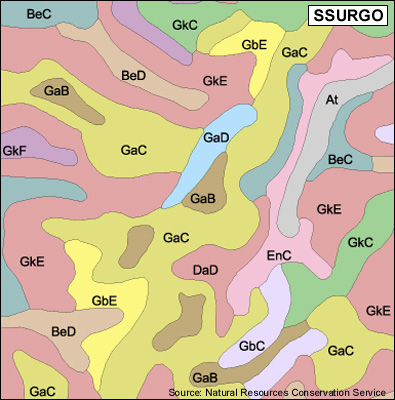 SSURGO
BeC
GkC
GbE
GaC
BeD
GkE
GaB
At
GaD
GkF
GaC
BeC
GaB
GkE
GaC
GkC
GkE
DaD
EnC
GbE
GkE
BeD
GbC
GaC
GaB
GaC
Source: Natural Resources Conservation Service